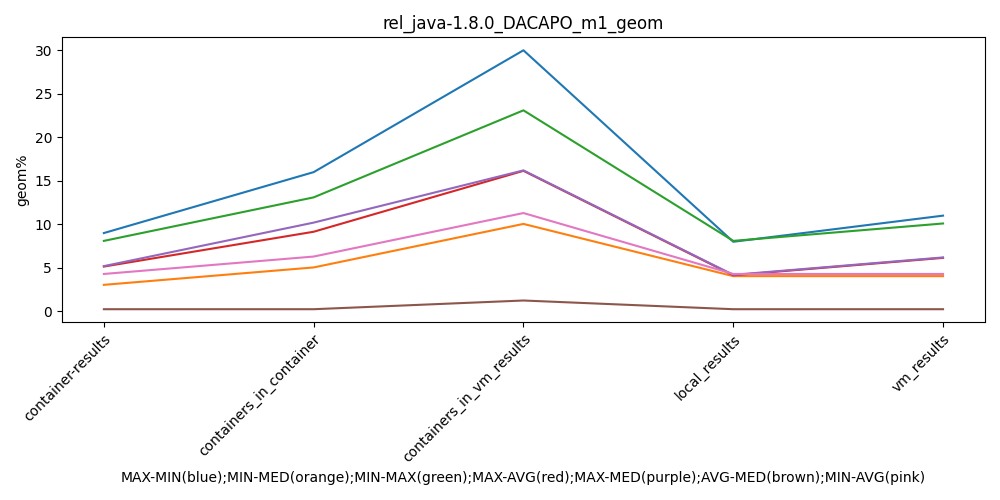 rel_java-1.8.0_DACAPO_m1_geom
geom%
30
25
20
15
10
5
0
container-results
containers_in_container
containers_in_vm_results
local_results
vm_results
MAX-MIN(blue);MIN-MED(orange);MIN-MAX(green);MAX-AVG(red);MAX-MED(purple);AVG-MED(brown);MIN-AVG(pink)